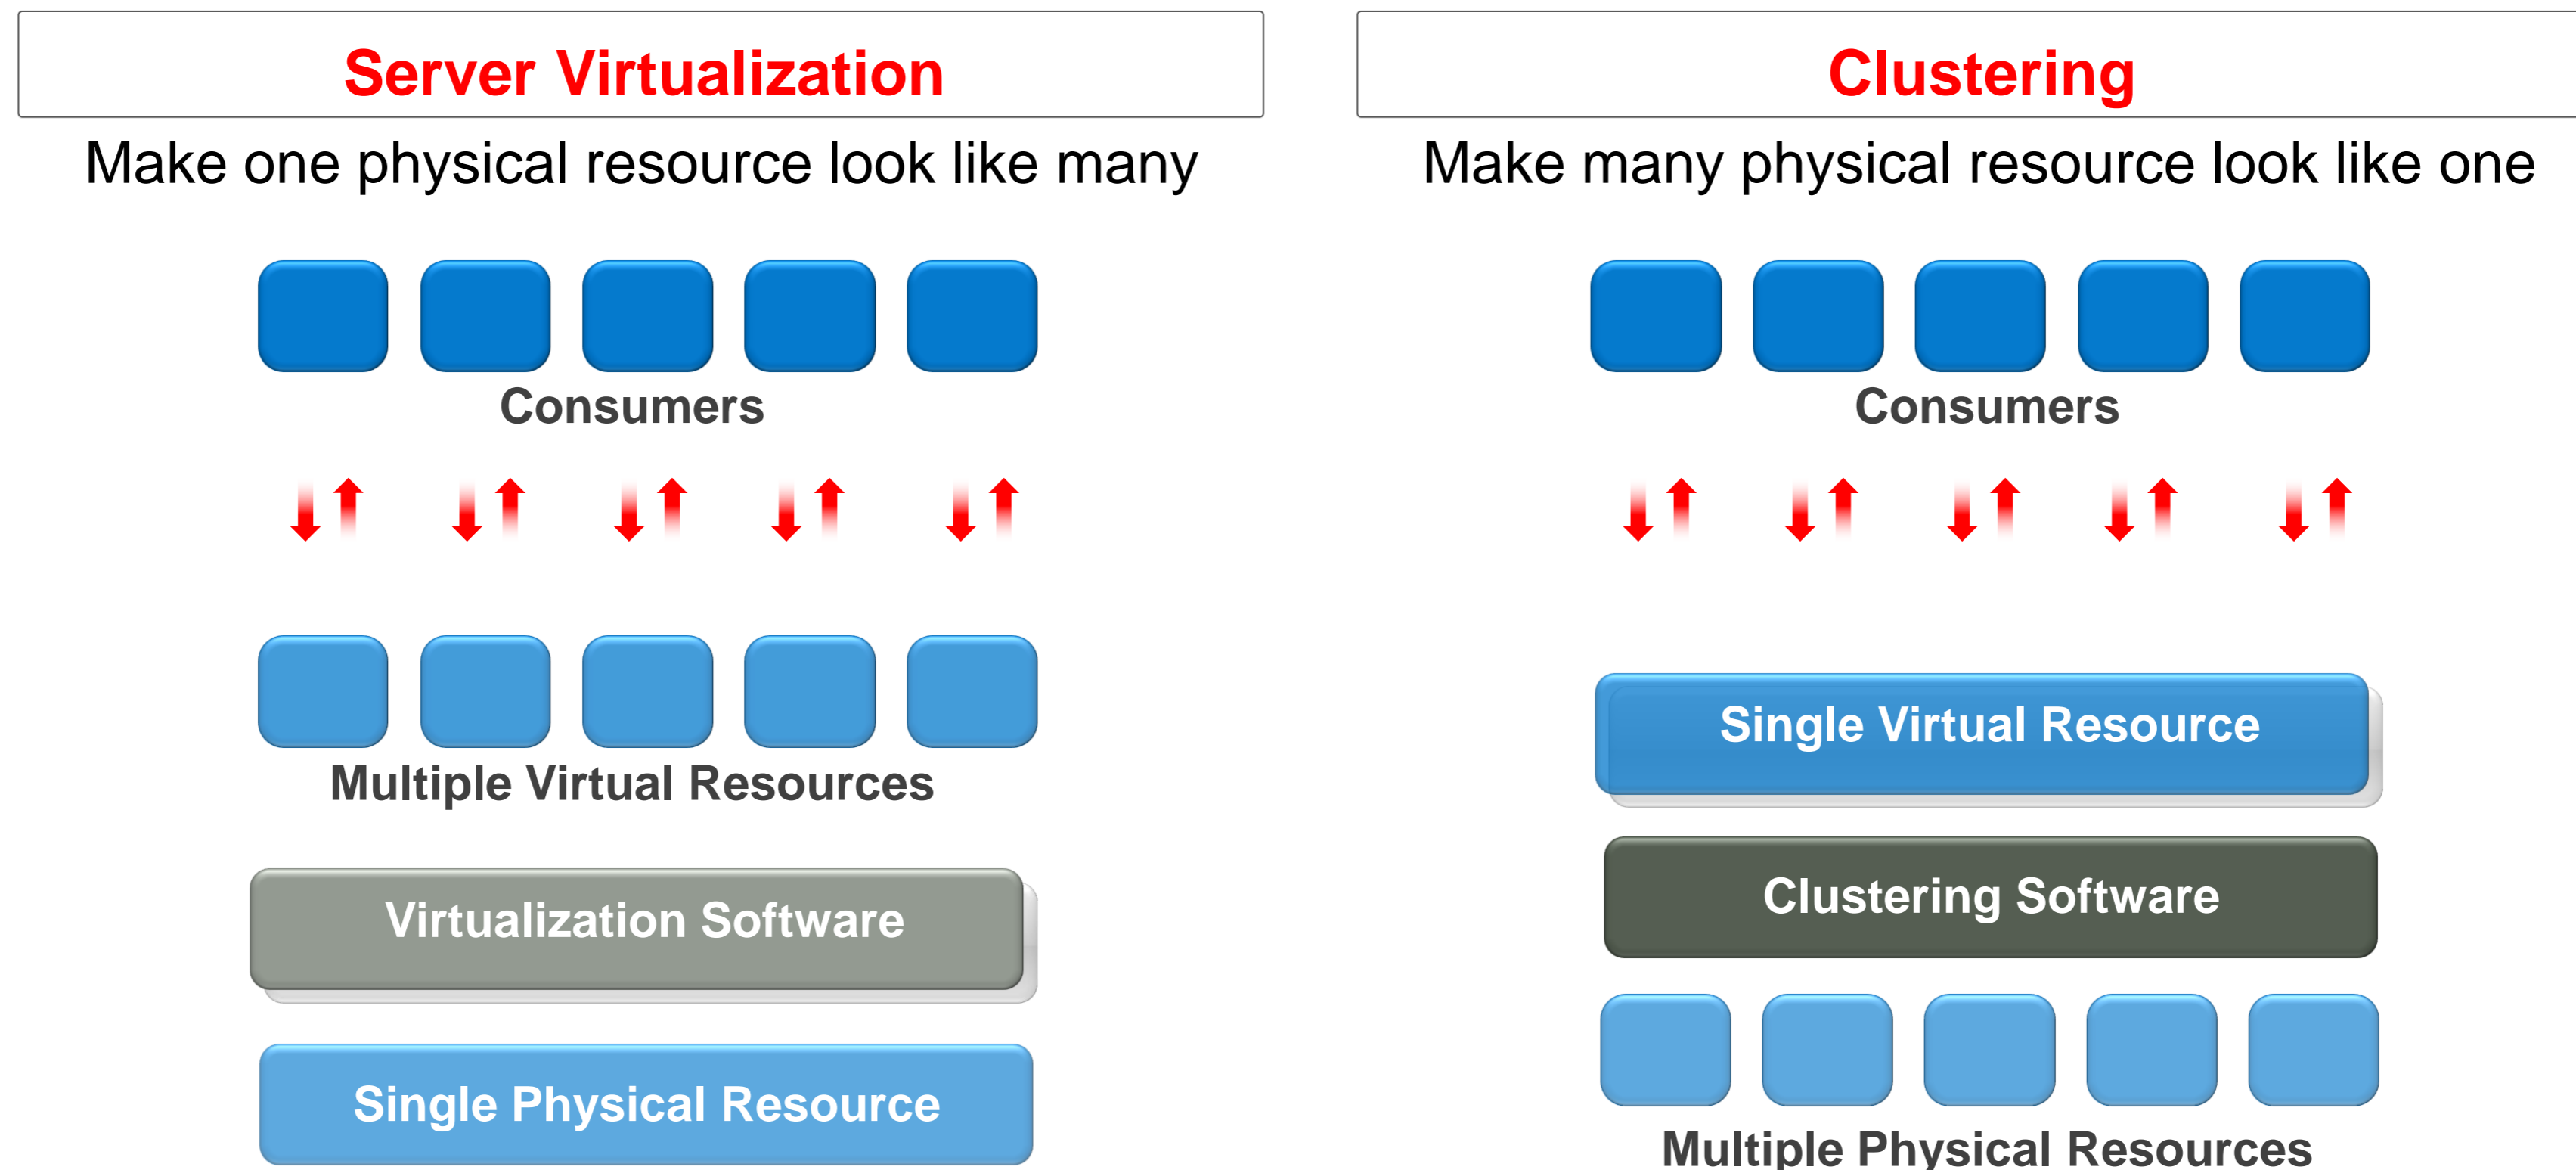 Server Virtualization
Make one physical resource look like many
Consumers
Multiple Virtual Resources
Virtualization Software
Single Physical Resource
Clustering
Make many physical resource look like one
Consumers
Single Virtual Resource
Clustering Software
Multiple Physical Resources